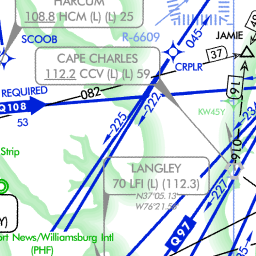 HARCUM
108.8 HCM (L) (L) 25
R-6609
045
JAMIE
SCOOB
CAPE CHARLES
112.2 CCV (L) (L) 59
37
CRPLR
REQUIRED
082
Q108
53
227
225
KW45Y
Strip
LANGLEY
70 LFI (L) (112.3)
N37°05.13'
W76°21.
227
Q97
ort News/Williamsburg Intl
(PHF)